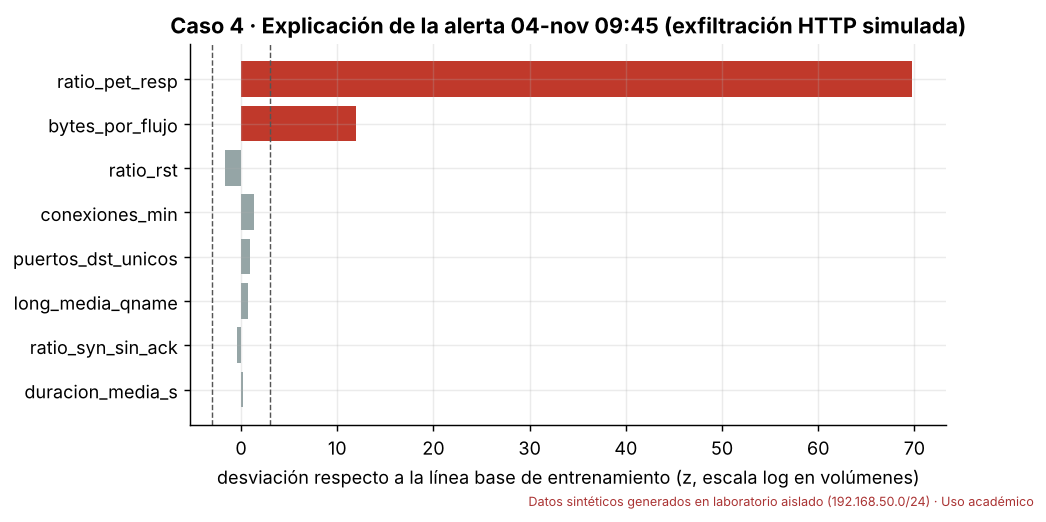 Caso 4 · Explicación de la alerta 04-nov 09:45 (exfiltración HTTP simulada)
ratio_pet_resp
bytes_por_flujo
ratio_rst
conexiones_min
puertos_dst_unicos
long_media_qname
ratio_syn_sin_ack
duracion_media_s
0 10 20 30 40 50 60 70
desviación respecto a la línea base de entrenamiento (z, escala log en volúmenes)
Datos sintéticos generados en laboratorio aislado (192.168.50.0/24) · Uso académico